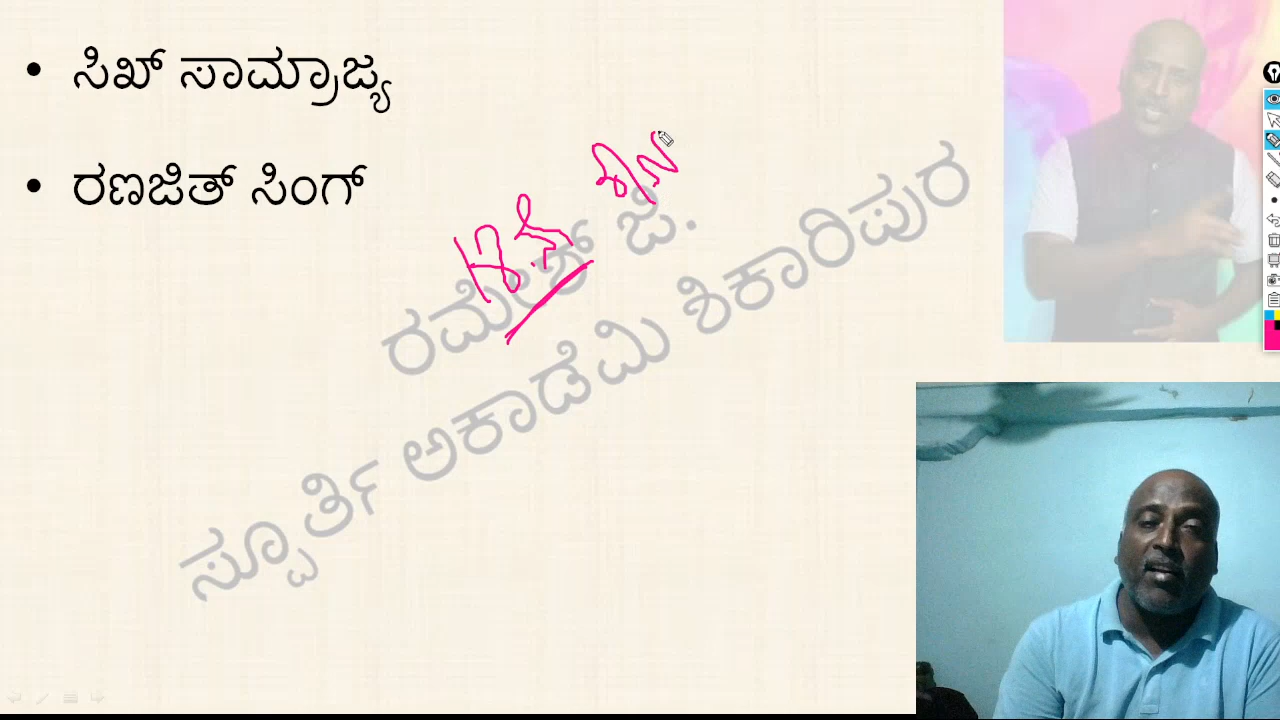 ಸಿಖ್ ಸಾಮ್ರಾಜ್ಯ
ರಣಜಿತ್ ಸಿಂಗ್
ರಮೇಶ್ ಜಿ.
ಸ್ಪೂರ್ತಿ ಅಕಾಡೆಮಿ ಶಿಕಾರಿಪುರ